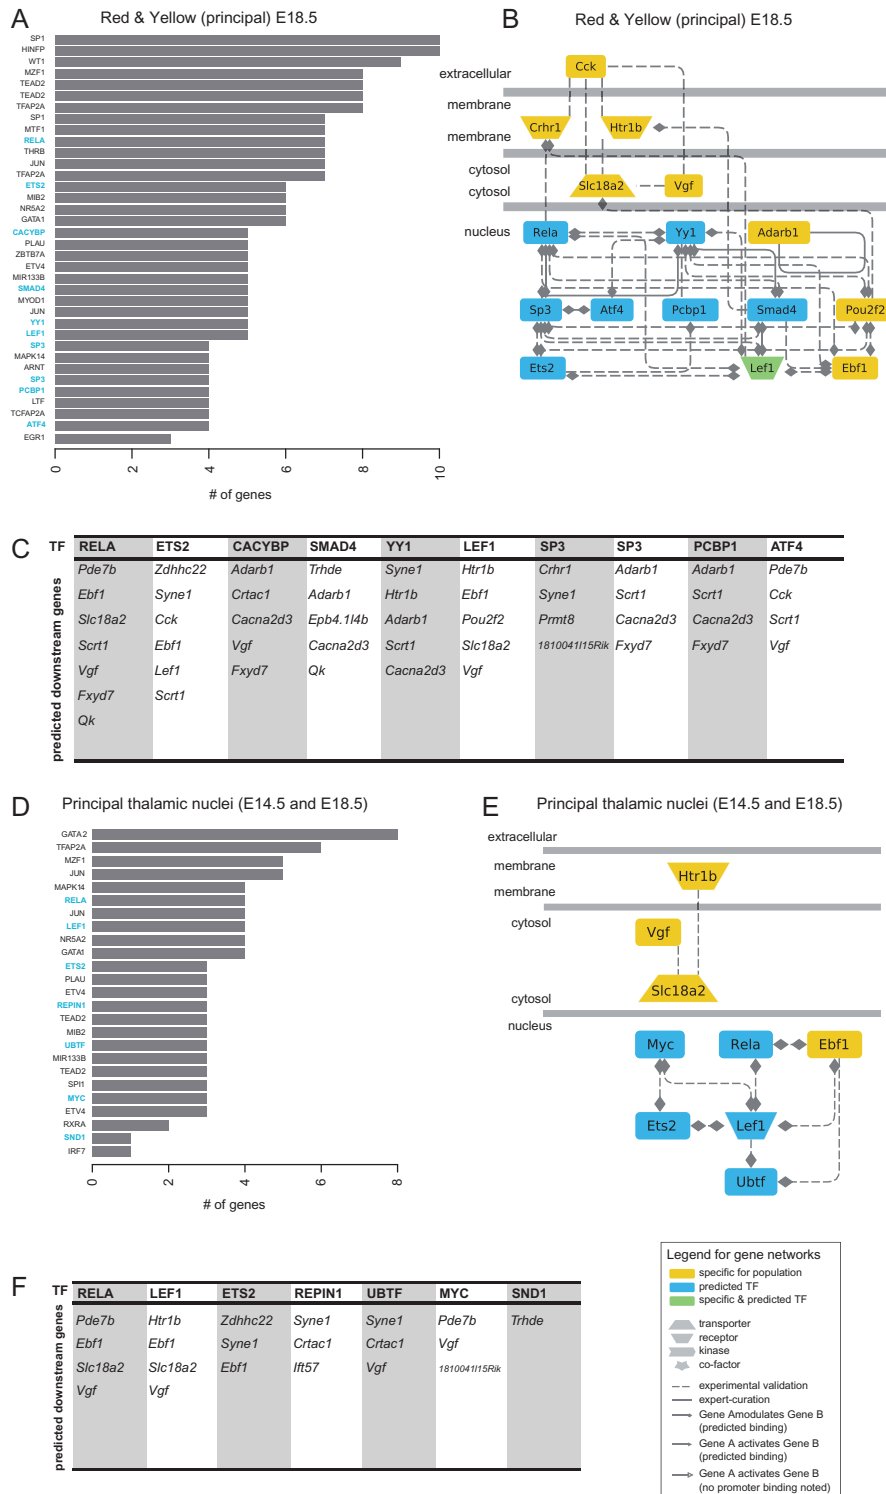 A
Red & Yellow (principal) E18.5
SP1
HINFP
WT1
MZF1
TEAD2
TEAD2
TFAP2A
SP1
MTF1
RELA
THRB
JUN
TFAP2A
ETS2
MIB2
NR5A2
GATA1
CACYBP
PLAU
ZBTB7A
ETV4
MIR133B
SMAD4
MYOD1
JUN
YY1
LEF1
SP3
MAPK14
ARNT
SP3
PCBP1
LTF
TCFAP2A
ATF4
EGR1
0 2 4 6 8 10
# of genes
B
Red & Yellow (principal) E18.5
extracellular
membrane
membrane
cytosol
cytosol
nucleus
Cck
Crhr1 Htr1b
Slc18a2 Vgf
Rela Yy1 Adarb1
Sp3 Atf4 Pcbp1 Smad4 Pou2f2
Ets2 Lef1 Ebf1
C
TF RELA ETS2 CACYBP SMAD4 YY1 LEF1 SP3 SP3 PCBP1 ATF4
predicted downstream genes
Pde7b Zdhhc22 Adarb1 Trhde Syne1 Htr1b Crhr1 Adarb1 Adarb1 Pde7b
Ebf1 Syne1 Crtac1 Adarb1 Htr1b Ebf1 Syne1 Scrt1 Scrt1 Cck
Slc18a2 Cck Cacna2d3 Epb4.1l4b Adarb1 Pou2f2 Prmt8 Cacna2d3 Cacna2d3 Scrt1
Scrt1 Ebf1 Vgf Cacna2d3 Scrt1 Slc18a2 1810041l15Rik Fxyd7 Fxyd7 Vgf
Vgf Lef1 Fxyd7 Qk Cacna2d3 Vgf
Fxyd7 Scrt1
Qk
D
Principal thalamic nuclei (E14.5 and E18.5)
GATA2
TFAP2A
MZF1
JUN
MAPK14
RELA
JUN
LEF1
NR5A2
GATA1
ETS2
PLAU
ETV4
REPIN1
TEAD2
MIB2
UBTF
MIR133B
TEAD2
SPI1
MYC
ETV4
RXRA
SND1
IRF7
0 2 4 6 8
# of genes
E
Principal thalamic nuclei (E14.5 and E18.5)
extracellular
membrane
membrane
cytosol
cytosol
nucleus
Htr1b
Vgf
Slc18a2
Myc Rela Ebf1
Ets2 Lef1
Ubtf
F
TF RELA LEF1 ETS2 REPIN1 UBTF MYC SND1
predicted downstream genes
Pde7b Htr1b Zdhhc22 Syne1 Syne1 Pde7b Trhde
Ebf1 Ebf1 Syne1 Crtac1 Crtac1 Vgf
Slc18a2 Slc18a2 Ebf1 Ift57 Vgf 1810041l15Rik
Vgf Vgf
Legend for gene networks
specific for population
predicted TF
specific & predicted TF
transporter
receptor
kinase
co-factor
experimental validation
expert-curation
Gene Amodulates Gene B
(predicted binding)
Gene A activates Gene B
(predicted binding)
Gene A activates Gene B
(no promoter binding noted)